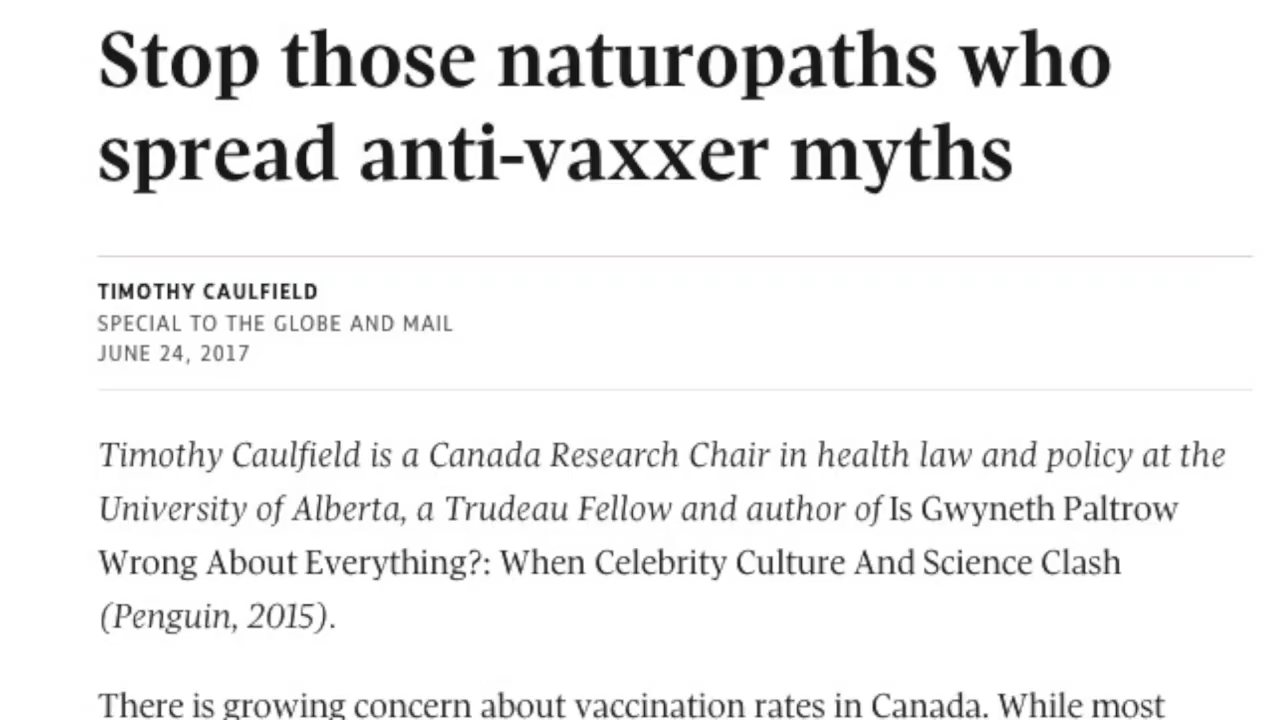 Stop those naturopaths who
spread anti-vaxxer myths
TIMOTHY CAULFIELD
SPECIAL TO THE GLOBE AND MAIL
JUNE 24, 2017
Timothy Caulfield is a Canada Research Chair in health law and policy at the
University of Alberta, a Trudeau Fellow and author of Is Gwyneth Paltrow
Wrong About Everything?: When Celebrity Culture And Science Clash
(Penguin, 2015).
There is growing concern about vaccination rates in Canada. While most